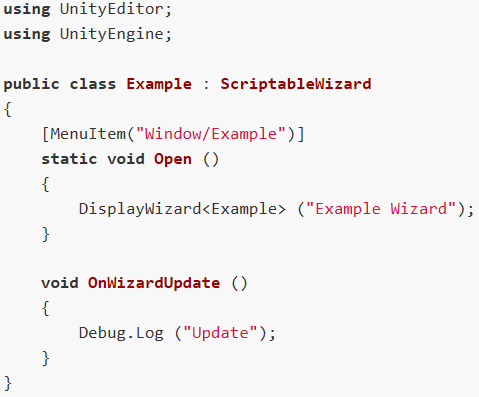 using UnityEditor;
using UnityEngine;

public class Example : ScriptableWizard
{
    [MenuItem("Window/Example")]
    static void Open ()
    {
        DisplayWizard<Example> ("Example Wizard");
    }

    void OnWizardUpdate ()
    {
        Debug.Log ("Update");
    }
}